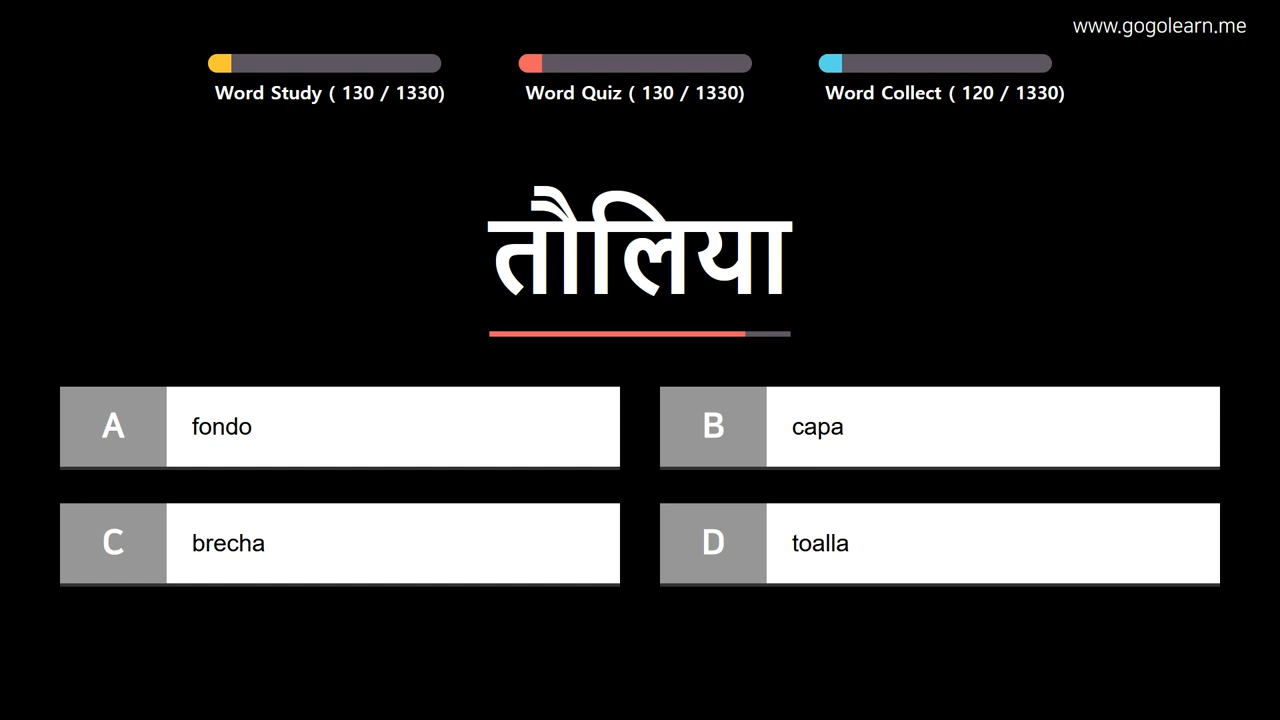 www.gogolearn.me
Word Study ( 130 / 1330)
Word Quiz ( 130 / 1330)
Word Collect ( 120 / 1330)
तौलिया
A fondo
B capa
C brecha
D toalla